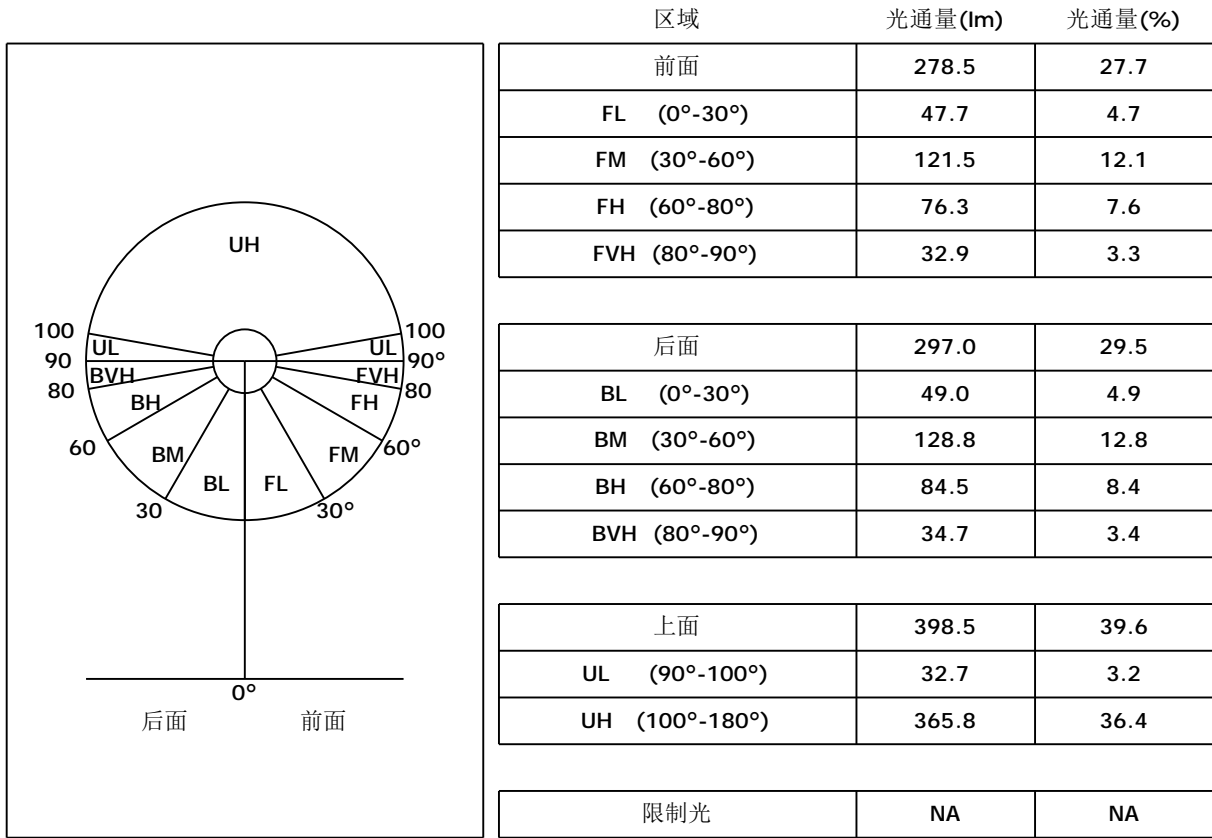 区域 光通量(lm) 光通量(%)
前面 278.5 27.7
FL (0°-30°) 47.7 4.7
FM (30°-60°) 121.5 12.1
FH (60°-80°) 76.3 7.6
FVH (80°-90°) 32.9 3.3
后面 297.0 29.5
BL (0°-30°) 49.0 4.9
BM (30°-60°) 128.8 12.8
BH (60°-80°) 84.5 8.4
BVH (80°-90°) 34.7 3.4
上面 398.5 39.6
UL (90°-100°) 32.7 3.2
UH (100°-180°) 365.8 36.4
限制光 NA NA
UH
100 100
UL UL
90 90°
BVH FVH
80 80
BH FH
60 60°
BM FM
BL FL
30 30°
0°
后面 前面